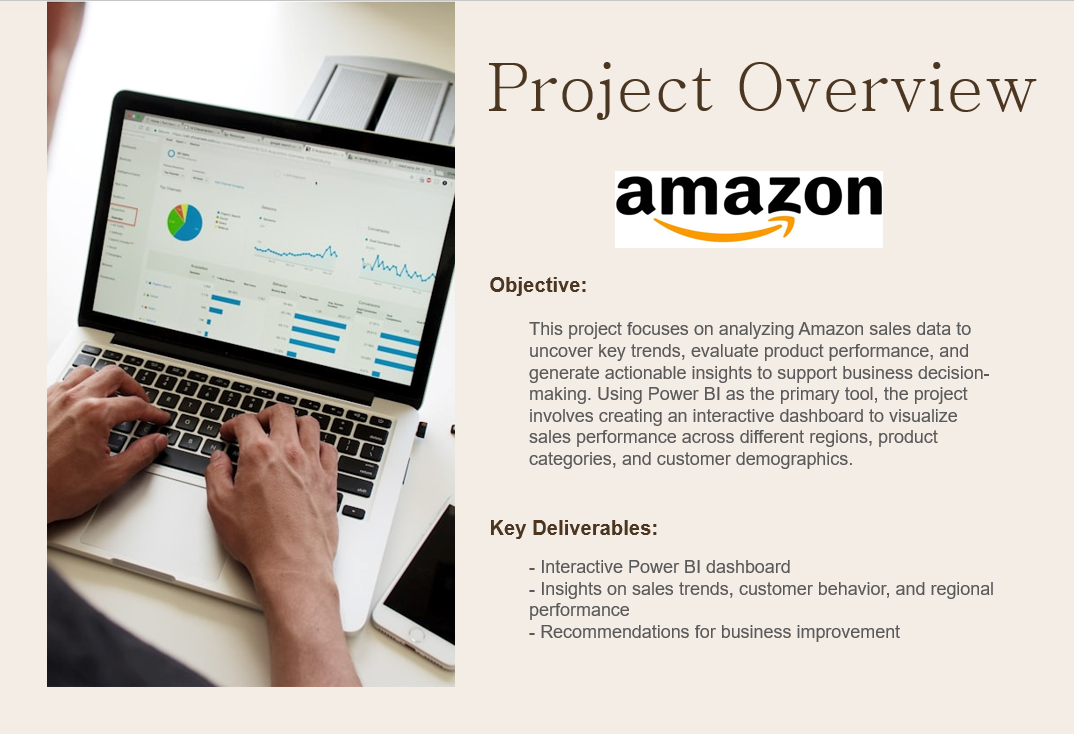 Project Overview
amazon
Objective:
This project focuses on analyzing Amazon sales data to
uncover key trends, evaluate product performance, and
generate actionable insights to support business decision-
making. Using Power BI as the primary tool, the project
involves creating an interactive dashboard to visualize
sales performance across different regions, product
categories, and customer demographics.
Key Deliverables:
- Interactive Power BI dashboard
- Insights on sales trends, customer behavior, and regional
performance
- Recommendations for business improvement